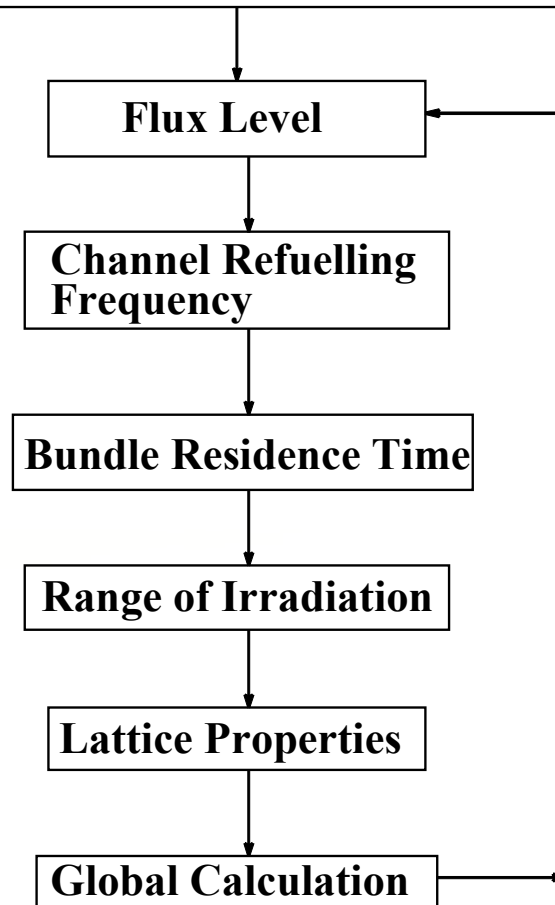 Flux Level
Channel Refuelling
Frequency
Bundle Residence Time
Range of Irradiation
Lattice Properties
Global Calculation